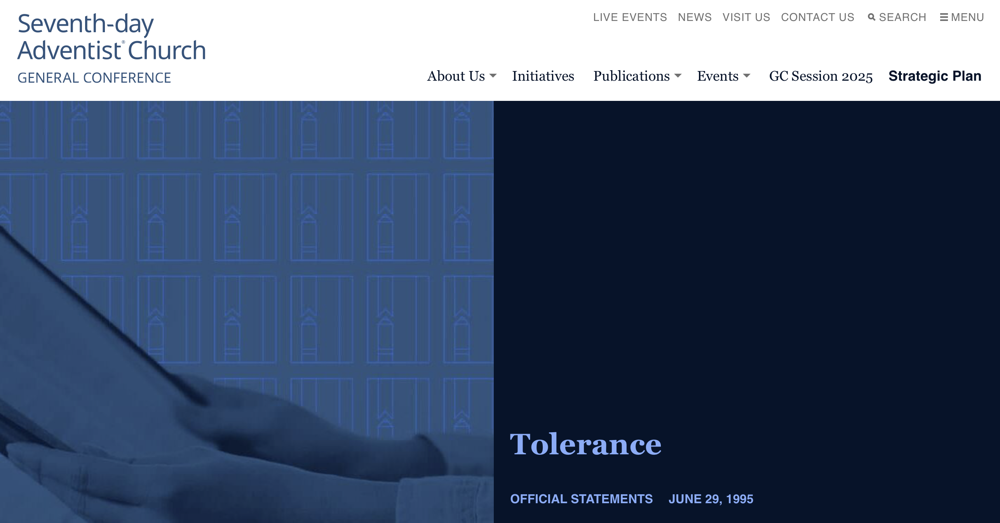 Seventh-day
Adventist® Church
GENERAL CONFERENCE
LIVE EVENTS NEWS VISIT US CONTACT US SEARCH MENU
About Us Initiatives Publications Events GC Session 2025 Strategic Plan
Tolerance
OFFICIAL STATEMENTS JUNE 29, 1995